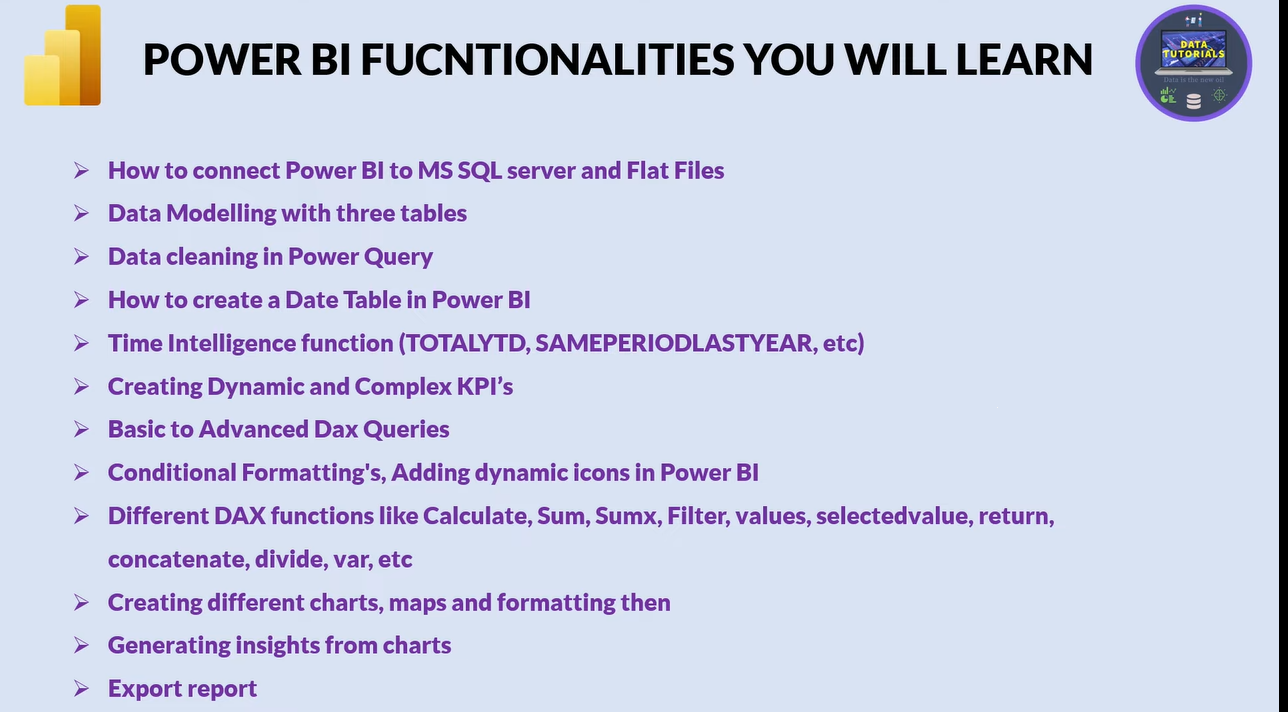 POWER BI FUCNTIONALITIES YOU WILL LEARN
DATA
TUTORIALS
Data is the new oil
How to connect Power BI to MS SQL server and Flat Files
Data Modelling with three tables
Data cleaning in Power Query
How to create a Date Table in Power BI
Time Intelligence function (TOTALYTD, SAMEPERIODLASTYEAR, etc)
Creating Dynamic and Complex KPI’s
Basic to Advanced Dax Queries
Conditional Formatting's, Adding dynamic icons in Power BI
Different DAX functions like Calculate, Sum, Sumx, Filter, values, selectedvalue, return,
concatenate, divide, var, etc
Creating different charts, maps and formatting then
Generating insights from charts
Export report